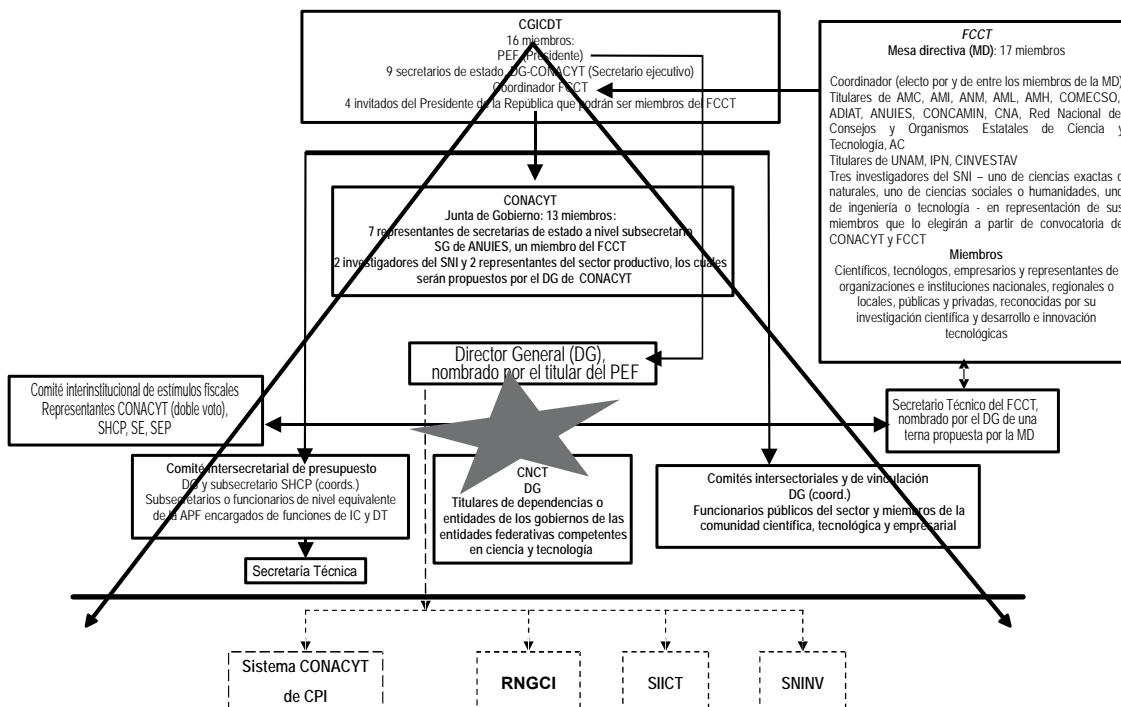 CGICDT
16 miembros:
PEF (Presidente)
9 secretarios de estado, DG-CONACYT (Secretario ejecutivo)
Coordinador FCCT
4 invitados del Presidente de la República que podrán ser miembros del FCCT
FCCT
Mesa directiva (MD): 17 miembros
Coordinador (electo por y de entre los miembros de la MD)
Titulares de AMC, AMI, ANM, AML, AMH, COMECSO,
ADIAT, ANUIES, CONCAMIN, CNA, Red Nacional de
Consejos y Organismos Estatales de Ciencia y
Tecnología, AC
Titulares de UNAM, IPN, CINVESTAV
Tres investigadores del SNI – uno de ciencias exactas o
naturales, uno de ciencias sociales o humanidades, uno
de ingeniería o tecnología - en representación de sus
miembros que lo elegirán a partir de convocatoria de
CONACYT y FCCT
Miembros
Científicos, tecnólogos, empresarios y representantes de
organizaciones e instituciones nacionales, regionales o
locales, públicas y privadas, reconocidas por su
investigación científica y desarrollo e innovación
tecnológicas
CONACYT
Junta de Gobierno: 13 miembros:
7 representantes de secretarías de estado a nivel subsecretario
SG de ANUIES, un miembro del FCCT
2 investigadores del SNI y 2 representantes del sector productivo, los cuales
serán propuestos por el DG de CONACYT
Director General (DG),
nombrado por el titular del PEF
Comité interinstitucional de estímulos fiscales
Representantes CONACYT (doble voto),
SHCP, SE, SEP
Secretario Técnico del FCCT,
nombrado por el DG de una
terna propuesta por la MD
Comité intersecretarial de presupuesto
DG y subsecretario SHCP (coords.)
Subsecretarios o funcionarios de nivel equivalente
de la APF encargados de funciones de IC y DT
Secretaría Técnica
CNCT
DG
Titulares de dependencias o
entidades de los gobiernos de las
entidades federativas competentes
en ciencia y tecnología
Comités intersectoriales y de vinculación
DG (coord.)
Funcionarios públicos del sector y miembros de la
comunidad científica, tecnológica y empresarial
Sistema CONACYT
de CPI
RNGCI
SIICT
SNINV